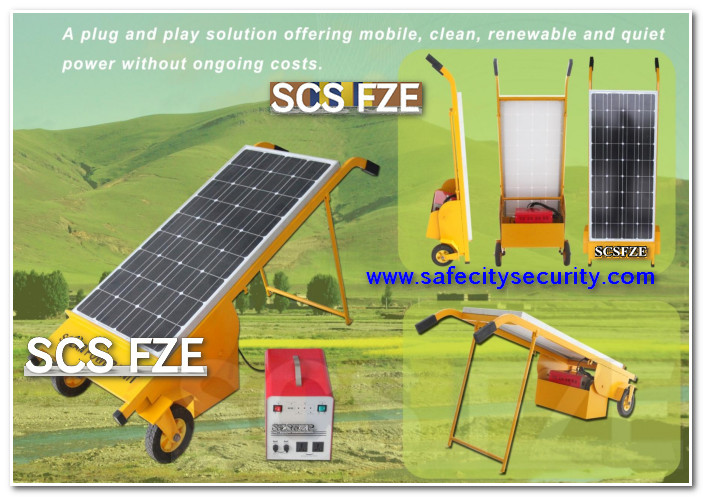 A plug and play solution offering mobile, clean, renewable and quiet
power without ongoing costs.
SCS FZE
SCSFZE
www.safecitysecurity.com
SCS FZE
SCSFZE